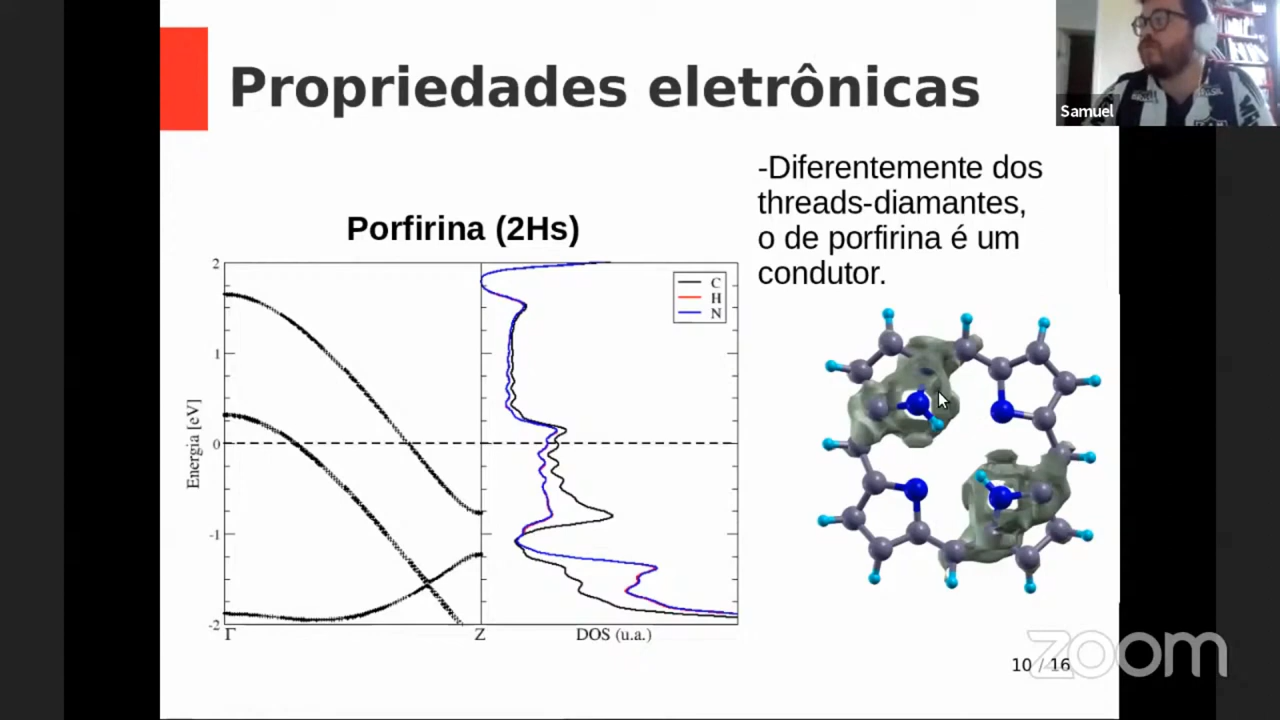 Propriedades eletrônicas
Samuel
-Diferentemente dos
threads-diamantes,
o de porfirina é um
condutor.
Porfirina (2Hs)
2
1
0
-1
-2
Energia [eV]
Γ
Z
DOS (u.a.)
C
H
N
10 / 16
zoom